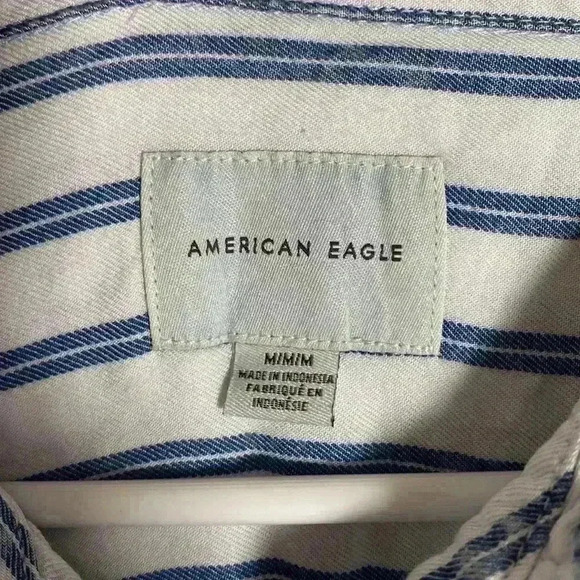 AMERICAN EAGLE
M/M/M
MADE IN INDONESIA
FABRIQUÉ EN
INDONÉSIE